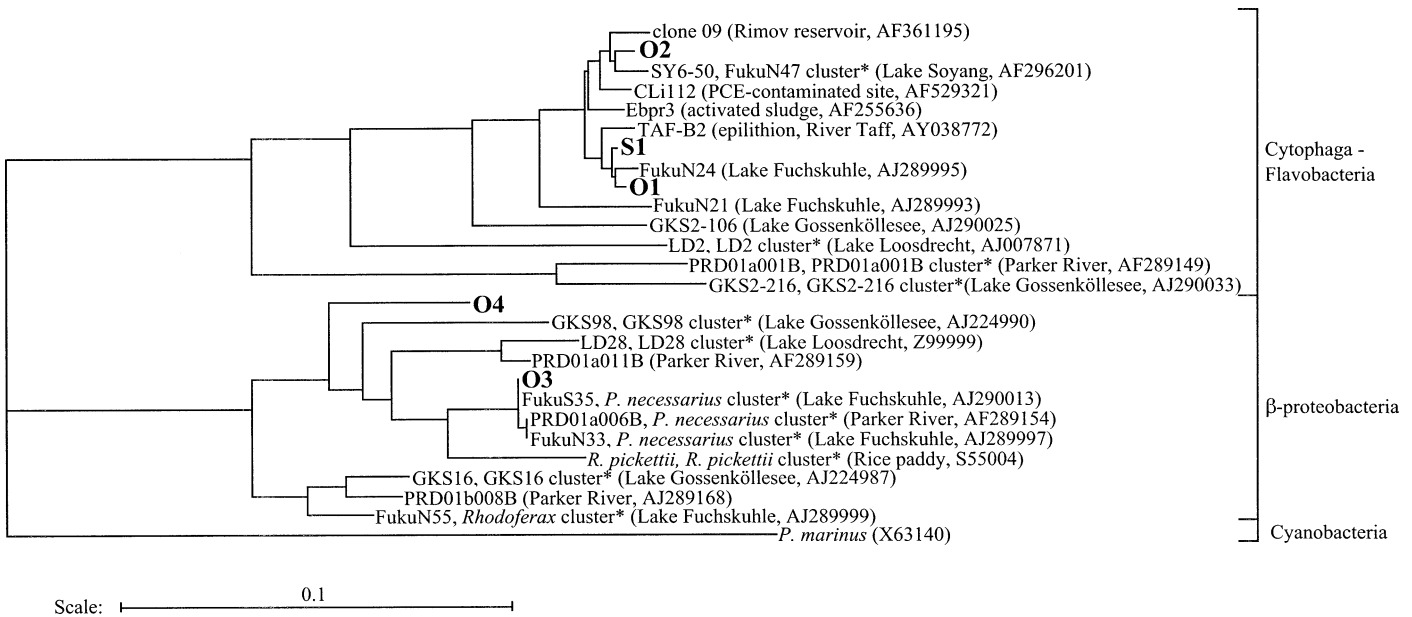 clone 09 (Rimov reservoir, AF361195)
O2
SY6-50, FukuN47 cluster* (Lake Soyang, AF296201)
CLi112 (PCE-contaminated site, AF529321)
Ebpr3 (activated sludge, AF255636)
TAF-B2 (epilithion, River Taff, AY038772)
S1
FukuN24 (Lake Fuchskuhle, AJ289995)
O1
FukuN21 (Lake Fuchskuhle, AJ289993)
GKS2-106 (Lake Gossenköllesee, AJ290025)
LD2, LD2 cluster* (Lake Loosdrecht, AJ007871)
PRD01a001B, PRD01a001B cluster* (Parker River, AF289149)
GKS2-216, GKS2-216 cluster*(Lake Gossenköllesee, AJ290033)
Cytophaga -
Flavobacteria
O4
GKS98, GKS98 cluster* (Lake Gossenköllesee, AJ224990)
LD28, LD28 cluster* (Lake Loosdrecht, Z99999)
PRD01a011B (Parker River, AF289159)
O3
FukuS35, P. necessarius cluster* (Lake Fuchskuhle, AJ290013)
PRD01a006B, P. necessarius cluster* (Parker River, AF289154)
FukuN33, P. necessarius cluster* (Lake Fuchskuhle, AJ289997)
R. pickettii, R. pickettii cluster* (Rice paddy, S55004)
GKS16, GKS16 cluster* (Lake Gossenköllesee, AJ224987)
PRD01b008B (Parker River, AJ289168)
FukuN55, Rhodoferax cluster* (Lake Fuchskuhle, AJ289999)
β-proteobacteria
P. marinus (X63140)
Cyanobacteria
Scale:
0.1